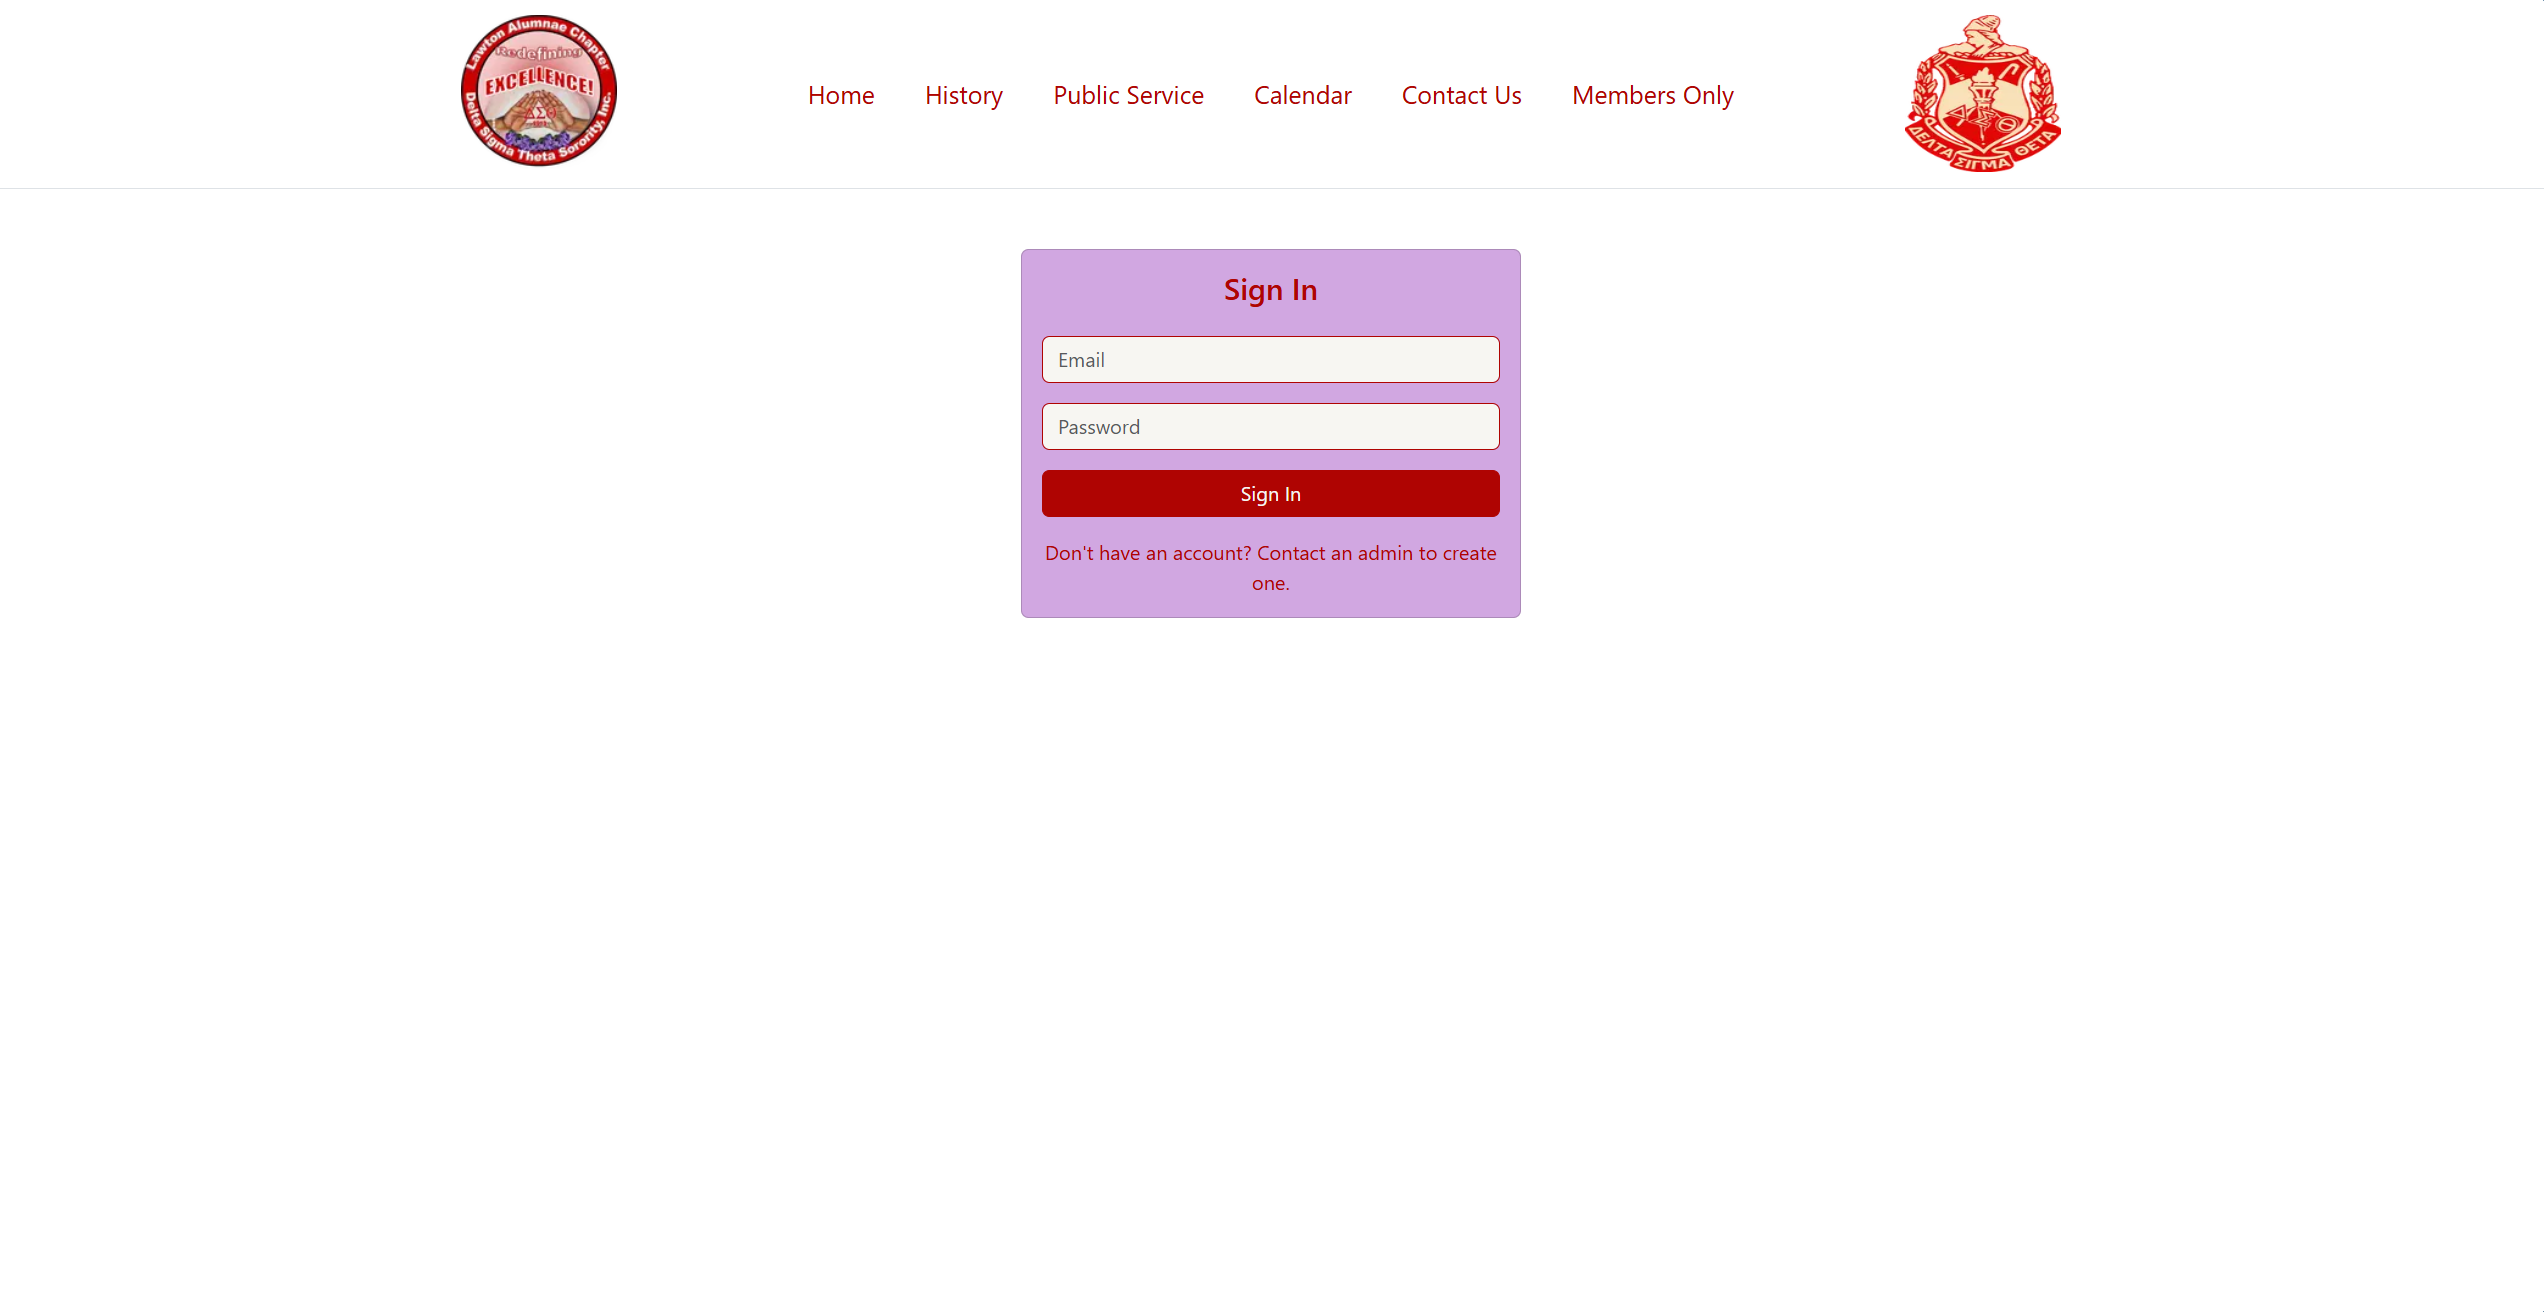 Lawton Alumnae Chapter
Redefining
EXCELLENCE!
ΔΣΘ
Delta Sigma Theta Sorority, Inc.
Home History Public Service Calendar Contact Us Members Only
ΔΣΘ
ΔΕΛΤΑ ΣΙΓΜΑ ΘΕΤΑ
Sign In
Email
Password
Sign In
Don't have an account? Contact an admin to create
one.